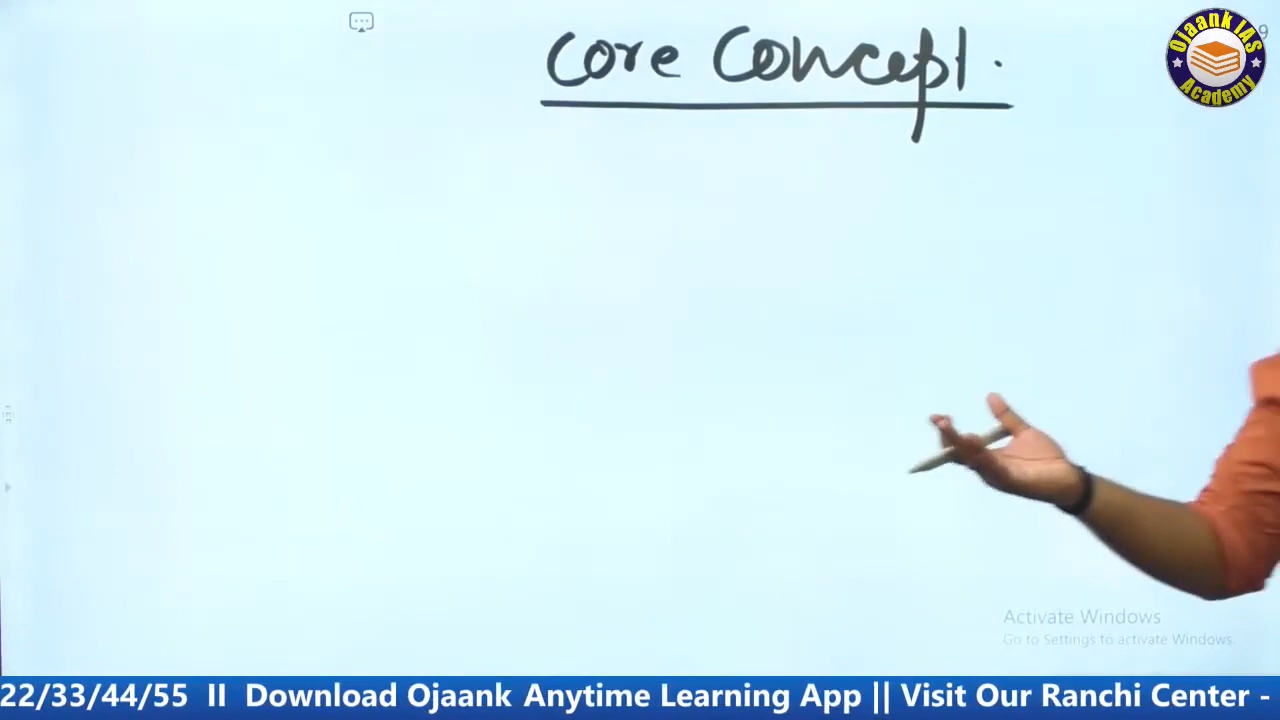 Core Concept.
9
Ojaank IAS
Academy
Activate Windows
Go to Settings to activate Windows.
22/33/44/55 II Download Ojaank Anytime Learning App || Visit Our Ranchi Center -